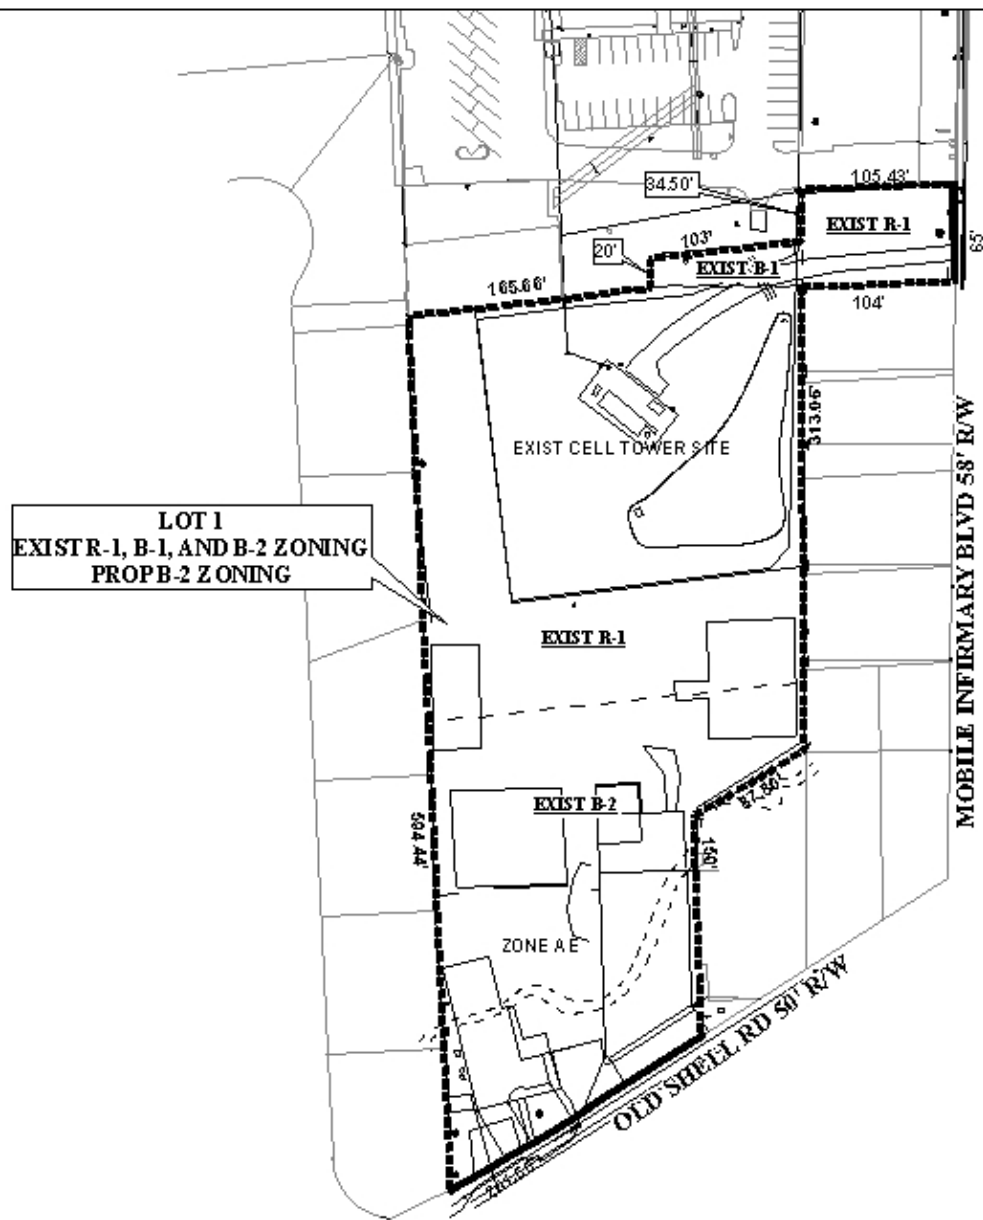 105.43'
34.50'
EXIST R-1
65'
20'
103'
EXIST B-1
165.66'
104'
313.06'
EXIST CELL TOWER SITE
MOBILE INFIRMARY BLVD 58' R/W
LOT 1
EXIST R-1, B-1, AND B-2 ZONING
PROP B-2 ZONING
EXIST R-1
EXIST B-2
594.44'
150'
ZONE AE
OLD SHELL RD 50' R/W